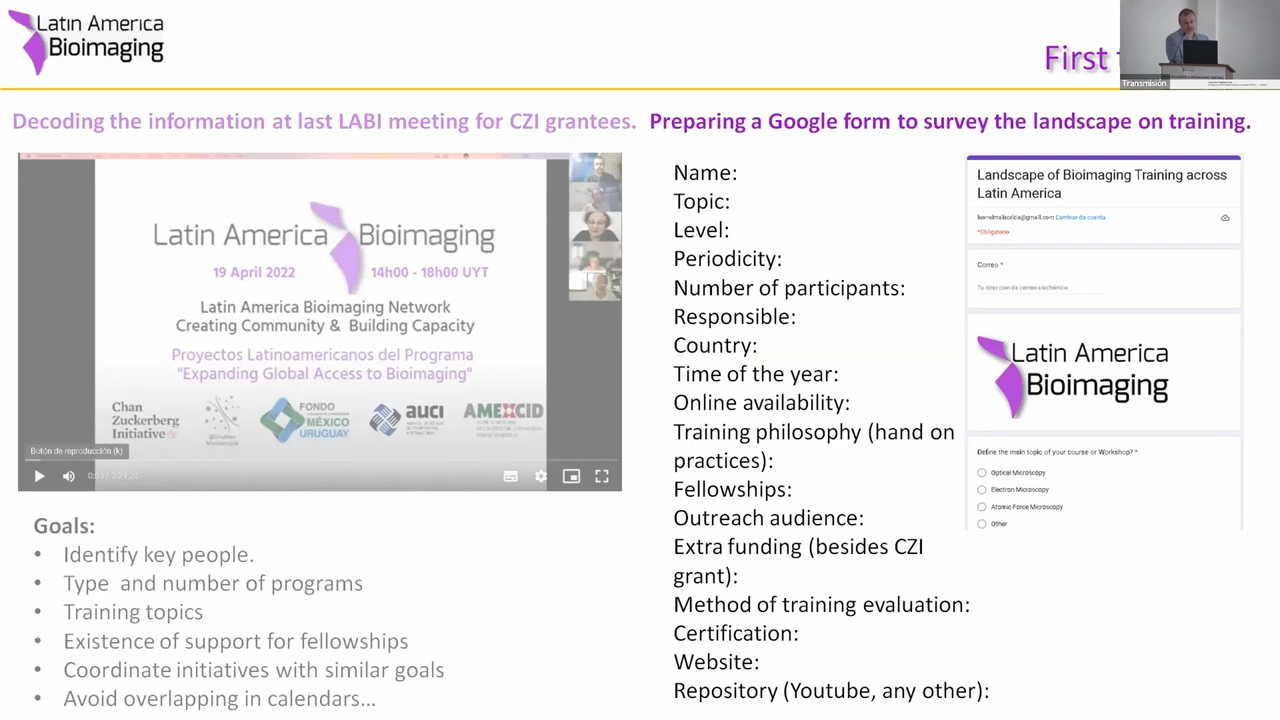 Latin America
Bioimaging
First
Transmisión
Decoding the information at last LABI meeting for CZI grantees.
Preparing a Google form to survey the landscape on training.
Latin America Bioimaging
19 April 2022 14h00 - 18h00 UYT
Latin America Bioimaging Network
Creating Community & Building Capacity
Proyectos Latinoamericanos del Programa
"Expanding Global Access to Bioimaging"
Chan
Zuckerberg
Initiative
FONDO
MÉXICO
URUGUAY
AUCI
AMEXCID
Botón de reproducción (k)
Goals:
• Identify key people.
• Type and number of programs
• Training topics
• Existence of support for fellowships
• Coordinate initiatives with similar goals
• Avoid overlapping in calendars…
Name:
Topic:
Level:
Periodicity:
Number of participants:
Responsible:
Country:
Time of the year:
Online availability:
Training philosophy (hand on
practices):
Fellowships:
Outreach audience:
Extra funding (besides CZI
grant):
Method of training evaluation:
Certification:
Website:
Repository (Youtube, any other):
Landscape of Bioimaging Training across
Latin America
leonelmalacrida@gmail.com Cambiar de cuenta
*Obligatorio
Correo *
Tu dirección de correo electrónico
Latin America
Bioimaging
Define the main topic of your course or Workshop? *
Optical Microscopy
Electron Microscopy
Atomic Force Microscopy
Other